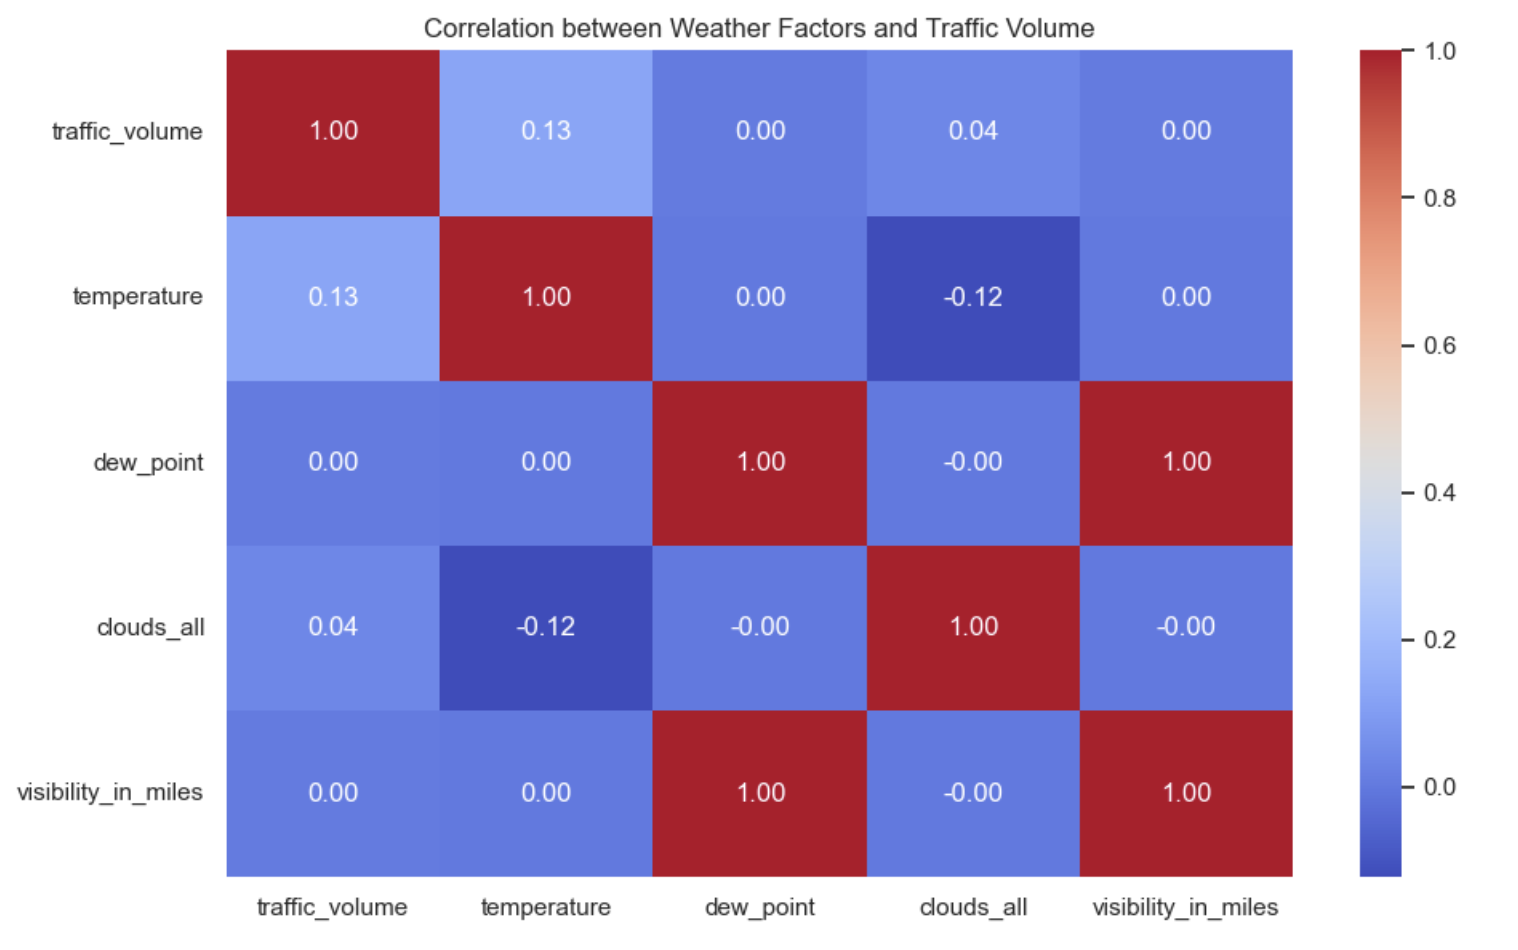 Correlation between Weather Factors and Traffic Volume
traffic_volume 1.00 0.13 0.00 0.04 0.00
temperature 0.13 1.00 0.00 -0.12 0.00
dew_point 0.00 0.00 1.00 -0.00 1.00
clouds_all 0.04 -0.12 -0.00 1.00 -0.00
visibility_in_miles 0.00 0.00 1.00 -0.00 1.00
traffic_volume temperature dew_point clouds_all visibility_in_miles
1.0
0.8
0.6
0.4
0.2
0.0